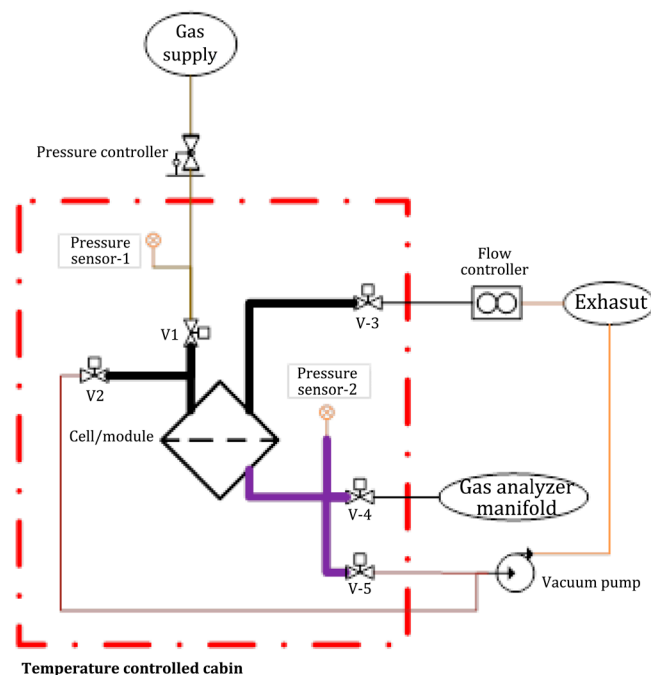 Gas
supply
Pressure controller
Pressure
sensor-1
Flow
controller
V1
V-3
Exhasut
V2
Pressure
sensor-2
Cell/module
V-4
Gas analyzer
manifold
V-5
Vacuum pump
Temperature controlled cabin